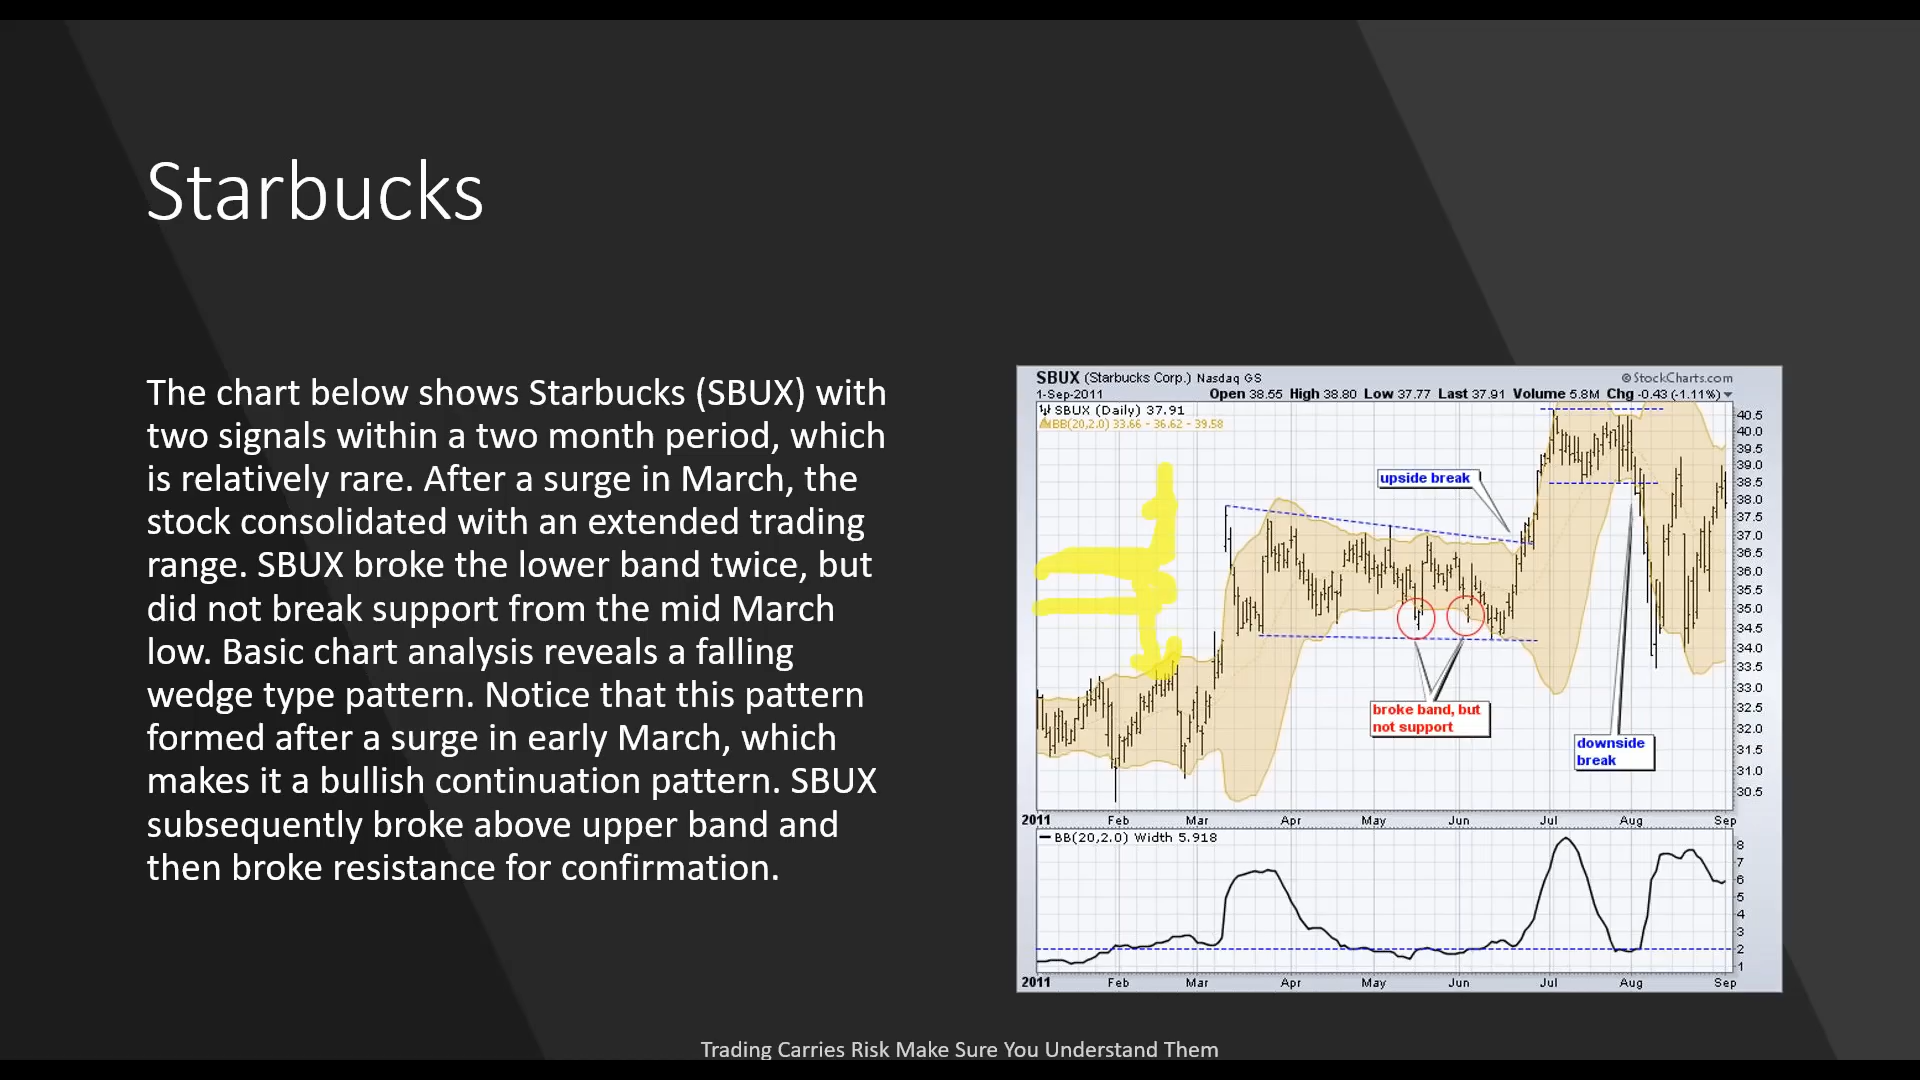 Starbucks
The chart below shows Starbucks (SBUX) with
two signals within a two month period, which
is relatively rare. After a surge in March, the
stock consolidated with an extended trading
range. SBUX broke the lower band twice, but
did not break support from the mid March
low. Basic chart analysis reveals a falling
wedge type pattern. Notice that this pattern
formed after a surge in early March, which
makes it a bullish continuation pattern. SBUX
subsequently broke above upper band and
then broke resistance for confirmation.
SBUX (Starbucks Corp.) Nasdaq GS
© StockCharts.com
1-Sep-2011
Open 38.55 High 38.80 Low 37.77 Last 37.91 Volume 5.8M Chg -0.43 (-1.11%)
SBUX (Daily) 37.91
BB(20,2.0) 33.66 - 36.62 - 39.58
40.5
40.0
39.5
39.0
38.5
38.0
37.5
37.0
36.5
36.0
35.5
35.0
34.5
34.0
33.5
33.0
32.5
32.0
31.5
31.0
30.5
upside break
broke band, but
not support
downside
break
2011 Feb Mar Apr May Jun Jul Aug Sep
BB(20,2.0) Width 5.918
8
7
6
5
4
3
2
1
2011 Feb Mar Apr May Jun Jul Aug Sep
Trading Carries Risk Make Sure You Understand Them